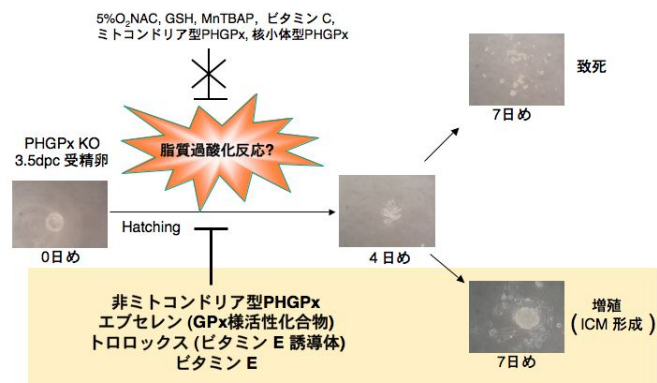 5%O₂NAC, GSH, MnTBAP, ビタミン C,
ミトコンドリア型PHGPx, 核小体型PHGPx
脂質過酸化反応?
PHGPx KO
3.5dpc 受精卵
Hatching
0日め
4 日め
致死
7日め
増殖
( ICM 形成 )
7日め
非ミトコンドリア型PHGPx
エブセレン (GPx様活性化合物)
トロロックス (ビタミン E 誘導体)
ビタミン E